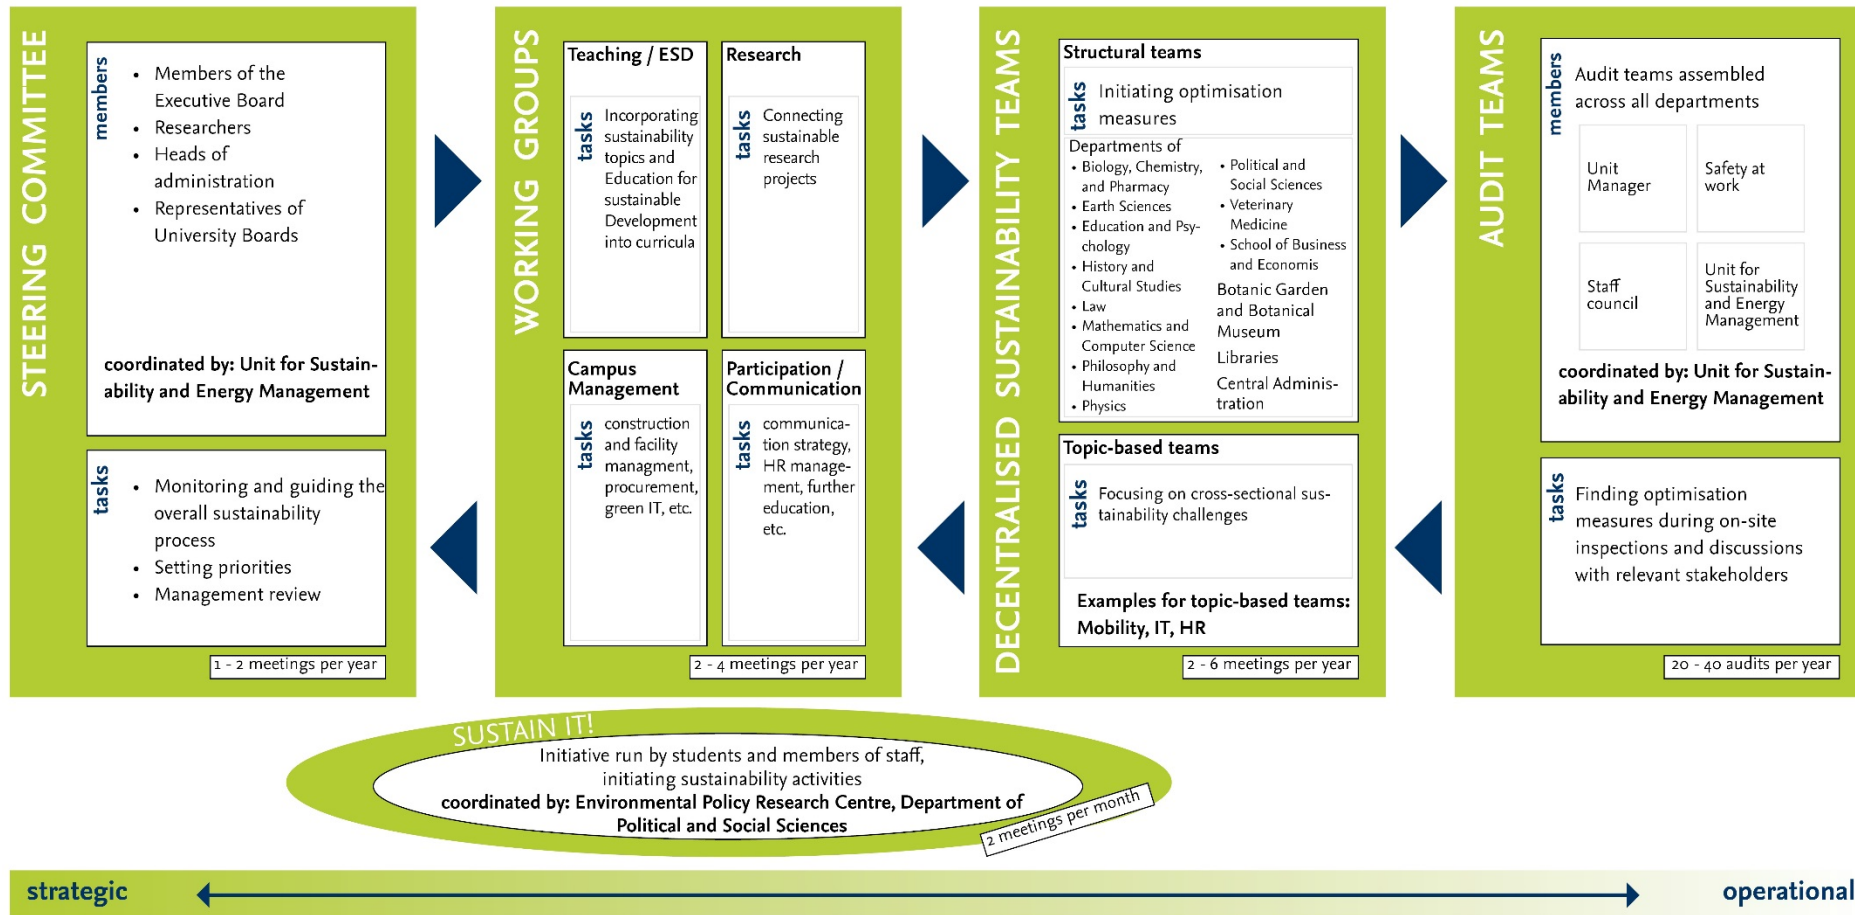 STEERING COMMITTEE
members
• Members of the
Executive Board
• Researchers
• Heads of
administration
• Representatives of
University Boards
coordinated by: Unit for Sustain-
ability and Energy Management
tasks
• Monitoring and guiding the
overall sustainability
process
• Setting priorities
• Management review
1 - 2 meetings per year
WORKING GROUPS
Teaching / ESD
tasks
Incorporating
sustainability
topics and
Education for
sustainable
Development
into curricula
Research
tasks
Connecting
sustainable
research
projects
Campus
Management
tasks
construction
and facility
managment,
procurement,
green IT, etc.
Participation /
Communication
tasks
communica-
tion strategy,
HR manage-
ment, further
education,
etc.
2 - 4 meetings per year
DECENTRALISED SUSTAINABILITY TEAMS
Structural teams
tasks
Initiating optimisation
measures
Departments of
• Biology, Chemistry,
and Pharmacy
• Earth Sciences
• Education and Psy-
chology
• History and
Cultural Studies
• Law
• Mathematics and
Computer Science
• Philosophy and
Humanities
• Physics
• Political and
Social Sciences
• Veterinary
Medicine
• School of Business
and Economis
Botanic Garden
and Botanical
Museum
Libraries
Central Adminis-
tration
Topic-based teams
tasks
Focusing on cross-sectional sus-
tainability challenges
Examples for topic-based teams:
Mobility, IT, HR
2 - 6 meetings per year
AUDIT TEAMS
members
Audit teams assembled
across all departments
Unit
Manager
Safety at
work
Staff
council
Unit for
Sustainability
and Energy
Management
coordinated by: Unit for Sustain-
ability and Energy Management
tasks
Finding optimisation
measures during on-site
inspections and discussions
with relevant stakeholders
20 - 40 audits per year
SUSTAIN IT!
Initiative run by students and members of staff,
initiating sustainability activities
coordinated by: Environmental Policy Research Centre, Department of
Political and Social Sciences
2 meetings per month
strategic
operational